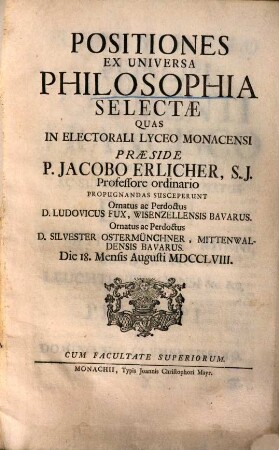 POSITIONES
EX UNIVERSA
PHILOSOPHIA
SELECTÆ
QUAS
IN ELECTORALI LYCEO MONACENSI
PRÆSIDE
P. JACOBO ERLICHER, S.J.
Professore ordinario
PROPUGNANDAS SUSCEPERUNT
Ornatus ac Perdoctus
D. LUDOVICUS FUX, WISENZELLENSIS BAVARUS.
Ornatus ac Perdoctus
D. SILVESTER OSTERMÜNCHNER, MITTENWAL-
DENSIS BAVARUS.
Die 18. Mensis Augusti MDCCLVIII.
CUM FACULTATE SUPERIORUM.
MONACHII, Typis Joannis Christophori Mayr.